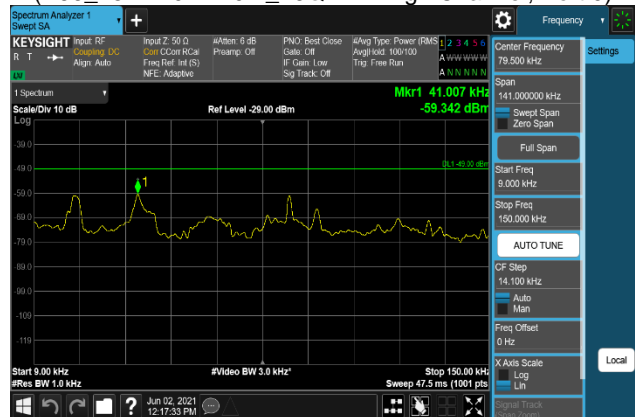 Spectrum Analyzer 1
Swept SA
Frequency
KEYSIGHT
R T
LW
Input: RF
Coupling: DC
Align: Auto
Input Z: 50 Ω
Corr CCorr RCal
Freq Ref: Int (S)
NFE: Adaptive
#Atten: 6 dB
Preamp: Off
PNO: Best Close
Gate: Off
IF Gain: Low
Sig Track: Off
#Avg Type: Power (RMS
Avg|Hold: 100/100
Trig: Free Run
1 2 3 4 5 6
A W W W W W
A N N N N N
1 Spectrum
Scale/Div 10 dB
Ref Level -29.00 dBm
Mkr1 41.007 kHz
-59.342 dBm
Log
-39.0
-49.0
-59.0
-69.0
-79.0
-89.0
-99.0
-109
-119
DL1 -49.00 dBm
1
Start 9.00 kHz
#Res BW 1.0 kHz
#Video BW 3.0 kHz*
Stop 150.00 kHz
Sweep 47.5 ms (1001 pts
Center Frequency
79.500 kHz
Span
141.000000 kHz
Swept Span
Zero Span
Full Span
Start Freq
9.000 kHz
Stop Freq
150.000 kHz
AUTO TUNE
CF Step
14.100 kHz
Auto
Man
Freq Offset
0 Hz
X Axis Scale
Log
Lin
Signal Track
(Span Zoom)
Settings
Local
Jun 02, 2021
12:17:33 PM